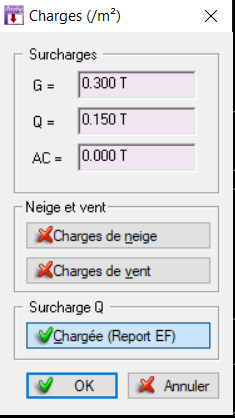 Charges (/m²)
Surcharges
G = 0.300 T
Q = 0.150 T
AC = 0.000 T
Neige et vent
Charges de neige
Charges de vent
Surcharge Q
Chargée (Report EF)
OK Annuler